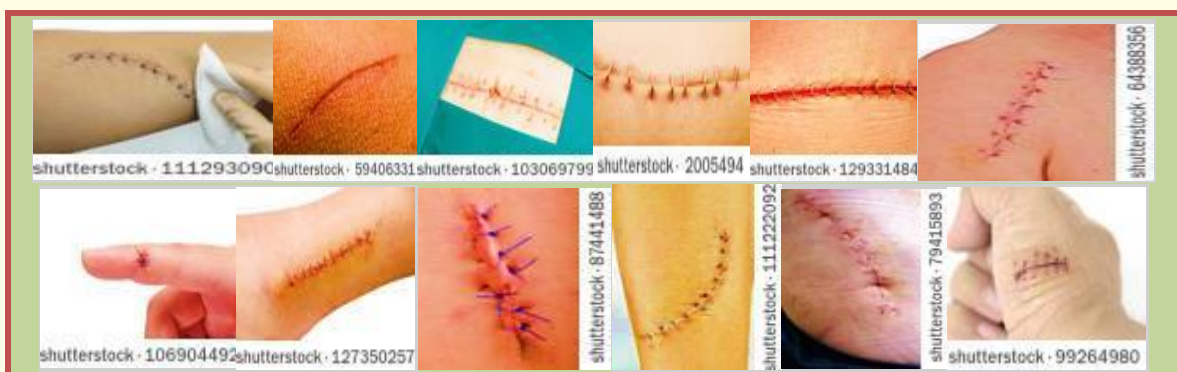 shutterstock · 111293090
shutterstock · 59406331
shutterstock · 103069799
shutterstock · 2005494
shutterstock · 129331484
shutterstock · 64388356
shutterstock · 106904492
shutterstock · 127350257
shutterstock · 87441488
shutterstock · 111222092
shutterstock · 79415893
shutterstock · 99264980